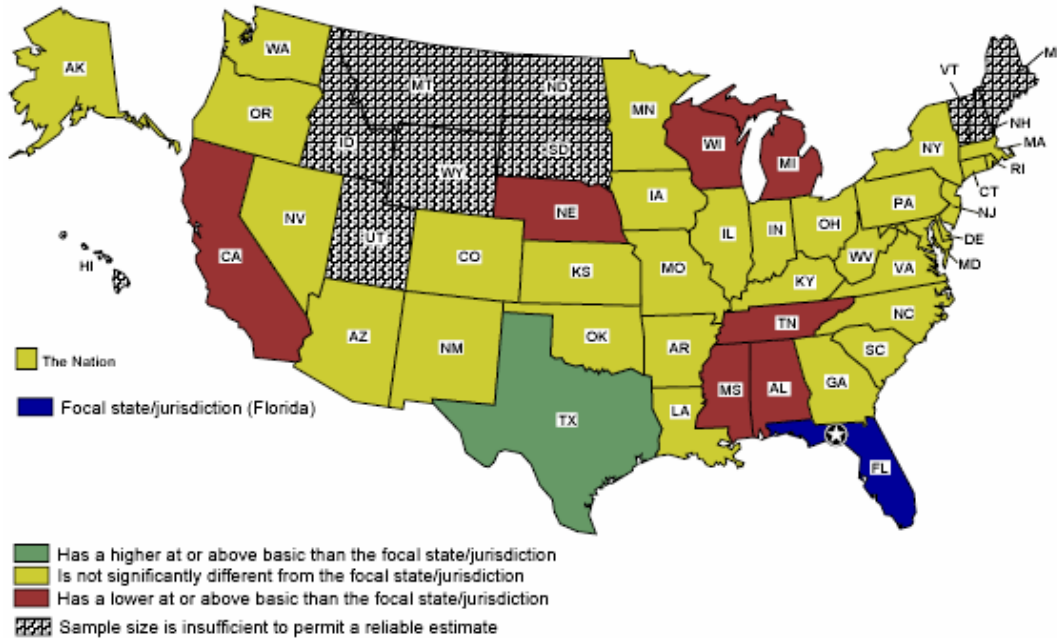 AK
WA
OR
CA
NV
ID
MT
WY
UT
AZ
CO
NM
ND
SD
NE
KS
OK
TX
MN
IA
MO
AR
LA
WI
IL
MI
IN
OH
KY
TN
MS
AL
GA
FL
SC
NC
VA
WV
PA
NY
VT
M
NH
MA
RI
CT
NJ
DE
MD
HI
The Nation
Focal state/jurisdiction (Florida)
Has a higher at or above basic than the focal state/jurisdiction
Is not significantly different from the focal state/jurisdiction
Has a lower at or above basic than the focal state/jurisdiction
Sample size is insufficient to permit a reliable estimate